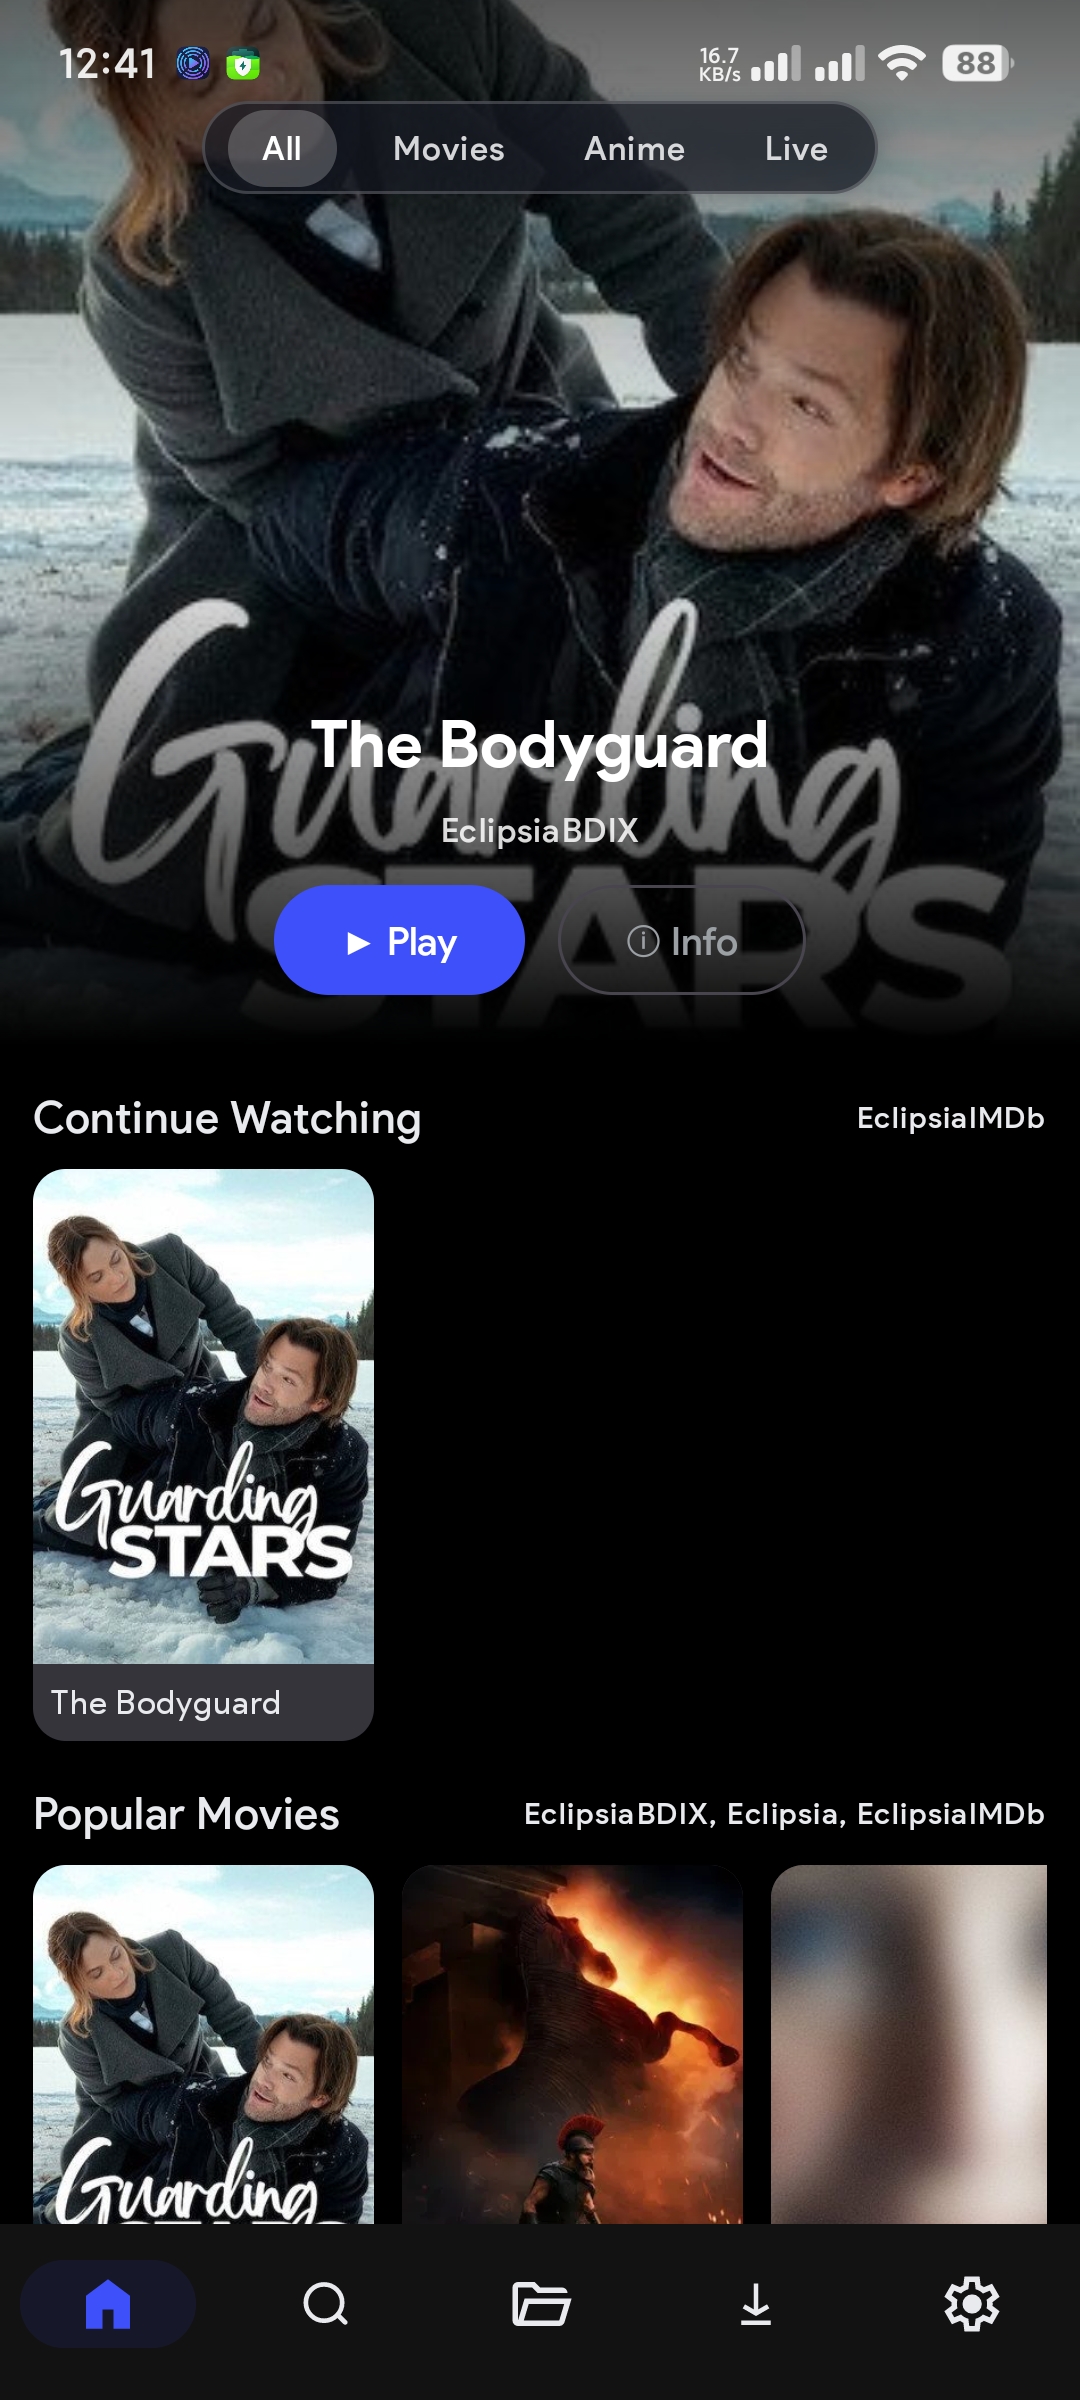 12:41
16.7
KB/s
88
All
Movies
Anime
Live
Guarding
STARS
The Bodyguard
EclipsiaBDIX
Play
Info
Continue Watching
EclipsiaIMDb
Guarding
STARS
The Bodyguard
Popular Movies
EclipsiaBDIX, Eclipsia, EclipsiaIMDb
Guarding